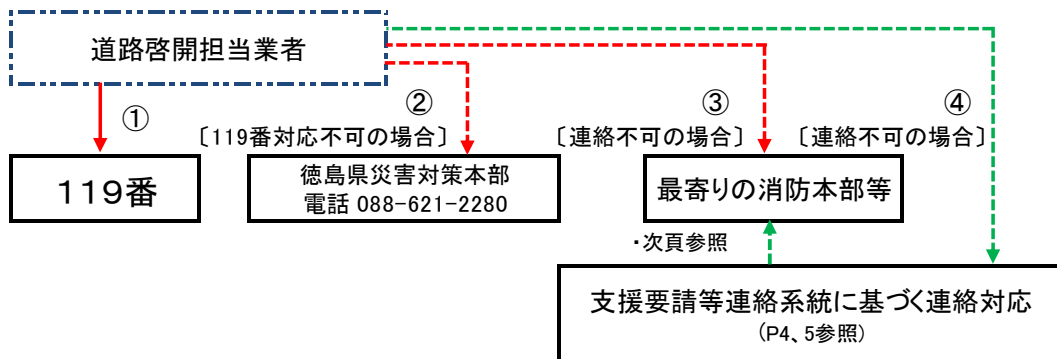 道路啓開担当業者
①
②
③
④
〔119番対応不可の場合〕
〔連絡不可の場合〕
〔連絡不可の場合〕
119番
徳島県災害対策本部
電話 088-621-2280
最寄りの消防本部等
・次頁参照
支援要請等連絡系統に基づく連絡対応
(P4、5参照)